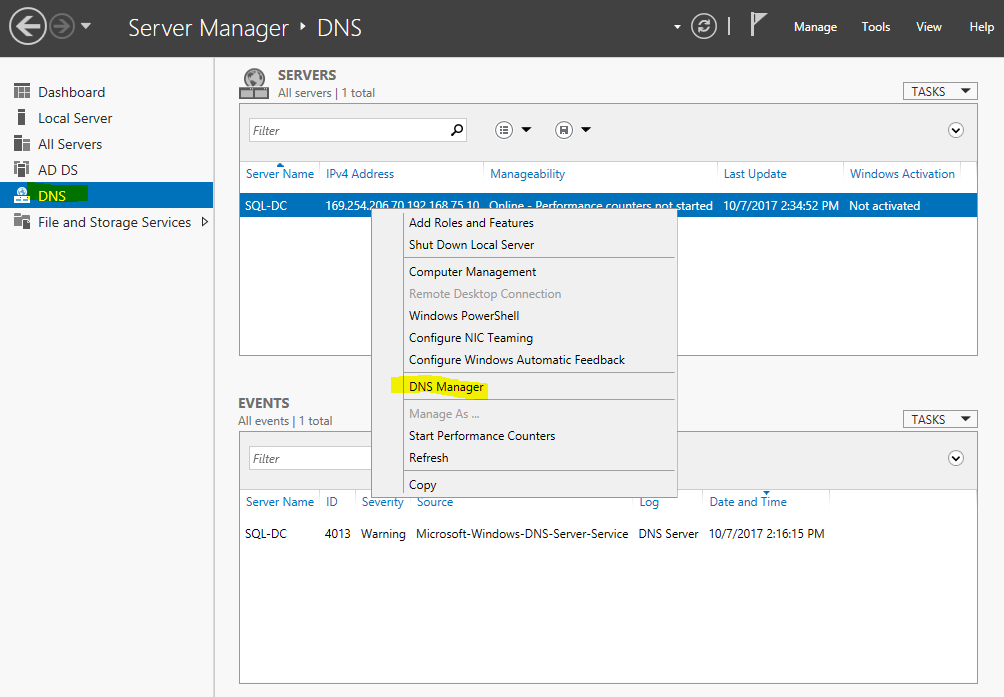 Server Manager ‣ DNS
Manage Tools View Help
Dashboard
Local Server
All Servers
AD DS
DNS
File and Storage Services
SERVERS
All servers | 1 total
TASKS
Filter
Server Name IPv4 Address Manageability Last Update Windows Activation
SQL-DC 169.254.206.70,192.168.75.10 Online - Performance counters not started 10/7/2017 2:34:52 PM Not activated
Add Roles and Features
Shut Down Local Server
Computer Management
Remote Desktop Connection
Windows PowerShell
Configure NIC Teaming
Configure Windows Automatic Feedback
DNS Manager
Manage As ...
Start Performance Counters
Refresh
Copy
EVENTS
All events | 1 total
TASKS
Filter
Server Name ID Severity Source Log Date and Time
SQL-DC 4013 Warning Microsoft-Windows-DNS-Server-Service DNS Server 10/7/2017 2:16:15 PM